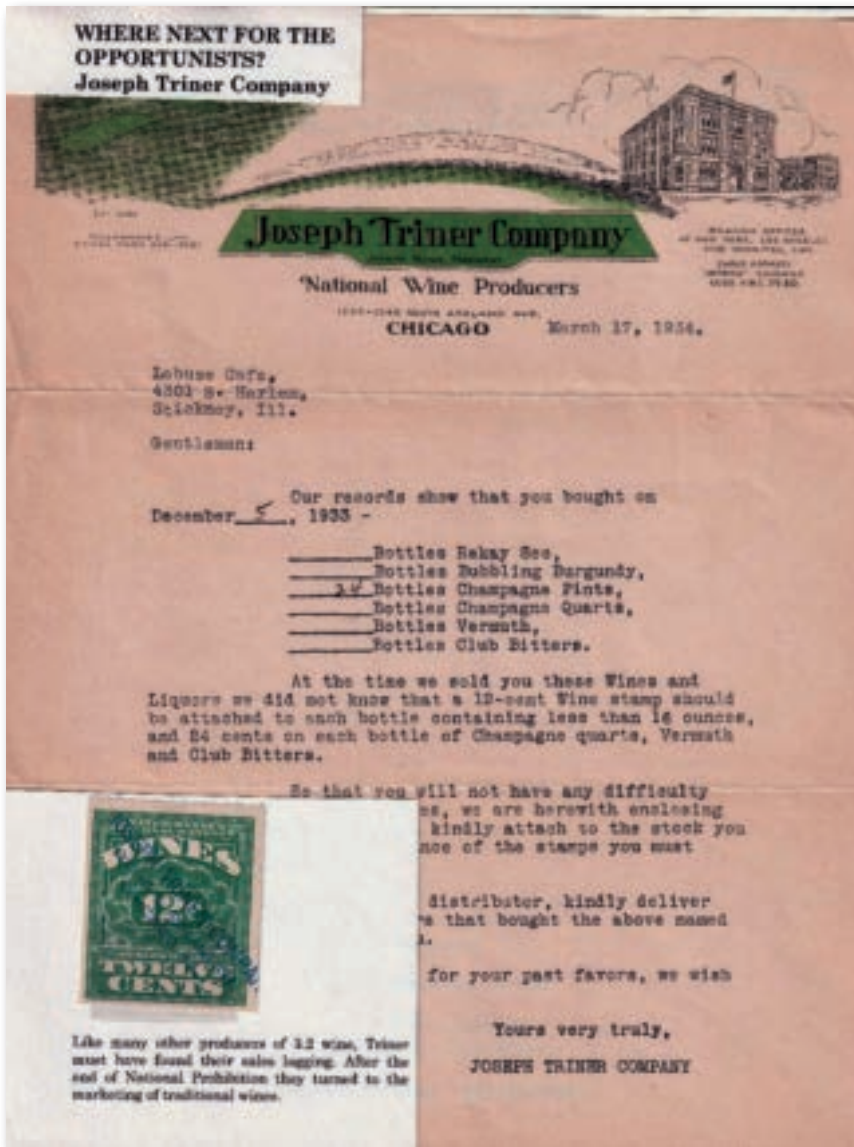 WHERE NEXT FOR THE
OPPORTUNISTS?
Joseph Triner Company
Joseph Triner Company
National Wine Producers
CHICAGO
March 17, 1934.
Cafe,
4301 S. Harlem,
Stickney, Ill.
Gentlemen:
Our records show that you bought on
December 5, 1933 -
Bottles Rakay Sec,
Bottles Bubbling Burgundy,
24 Bottles Champagne Pints,
Bottles Champagne Quarts,
Bottles Vermuth,
Bottles Club Bitters.
At the time we sold you these Wines and
Liquors we did not know that a 12-cent Wine stamp should
be attached to each bottle containing less than 16 ounces,
and 24 cents on each bottle of Champagne quarts, Vermuth
and Club Bitters.
So that you will not have any difficulty
we are herewith enclosing
kindly attach to the stock you
of the stamps you must
distributor, kindly deliver
that bought the above named
for your past favors, we wish
Yours very truly,
JOSEPH TRINER COMPANY
WINES
12c
TWELVE
CENTS
Like many other producers of 3.2 wine, Triner
must have found their sales lagging. After the
end of National Prohibition they turned to the
marketing of traditional wines.